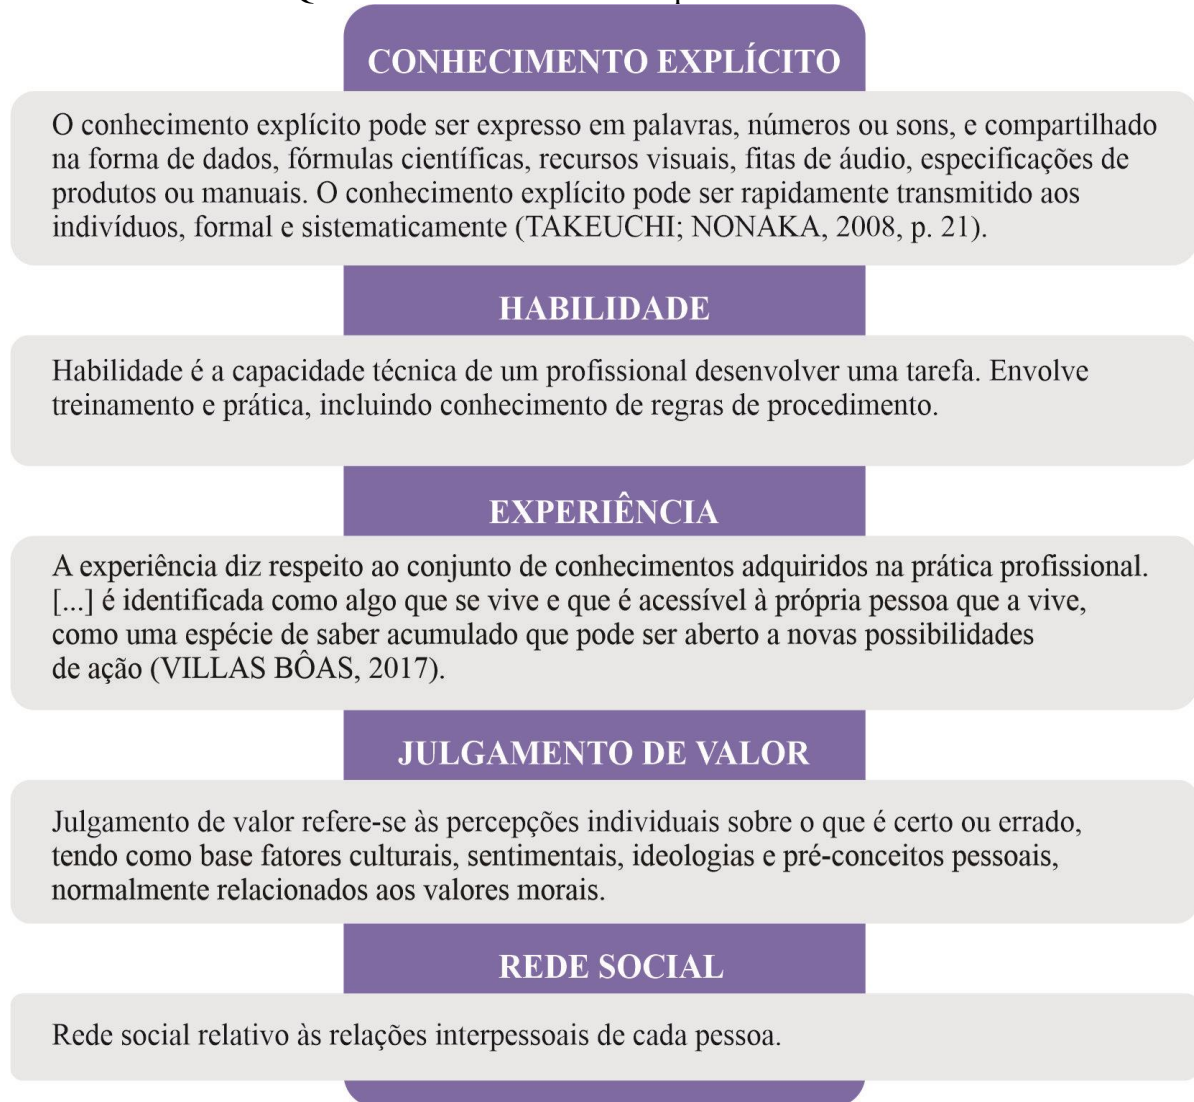 CONHECIMENTO EXPLÍCITO
O conhecimento explícito pode ser expresso em palavras, números ou sons, e compartilhado
na forma de dados, fórmulas científicas, recursos visuais, fitas de áudio, especificações de
produtos ou manuais. O conhecimento explícito pode ser rapidamente transmitido aos
indivíduos, formal e sistematicamente (TAKEUCHI; NONAKA, 2008, p. 21).
HABILIDADE
Habilidade é a capacidade técnica de um profissional desenvolver uma tarefa. Envolve
treinamento e prática, incluindo conhecimento de regras de procedimento.
EXPERIÊNCIA
A experiência diz respeito ao conjunto de conhecimentos adquiridos na prática profissional.
[...] é identificada como algo que se vive e que é acessível à própria pessoa que a vive,
como uma espécie de saber acumulado que pode ser aberto a novas possibilidades
de ação (VILLAS BÔAS, 2017).
JULGAMENTO DE VALOR
Julgamento de valor refere-se às percepções individuais sobre o que é certo ou errado,
tendo como base fatores culturais, sentimentais, ideologias e pré-conceitos pessoais,
normalmente relacionados aos valores morais.
REDE SOCIAL
Rede social relativo às relações interpessoais de cada pessoa.